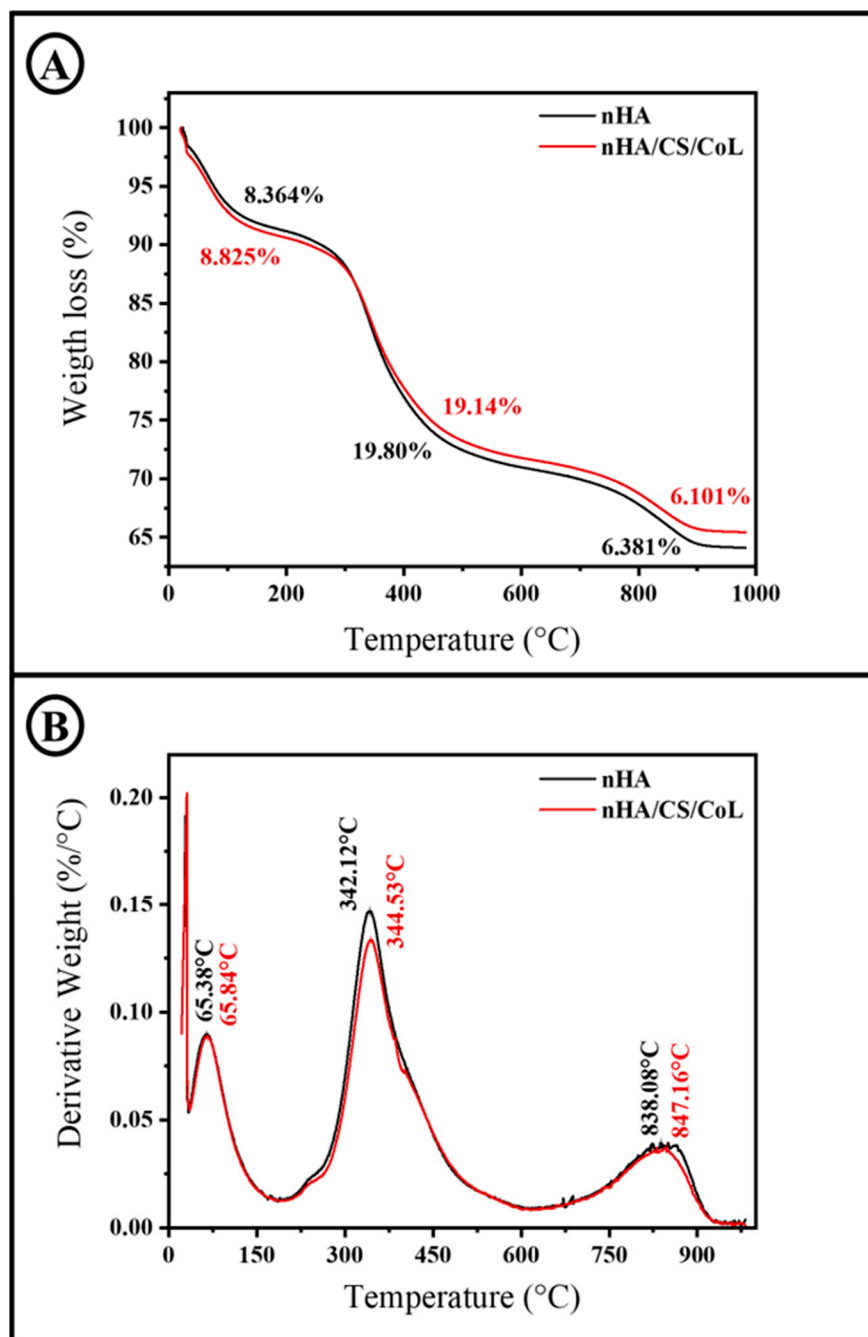 A
nHA
nHA/CS/CoL
8.364%
8.825%
19.14%
19.80%
6.101%
6.381%
100
95
90
85
80
75
70
65
Weigth loss (%)
0
200
400
600
800
1000
Temperature (°C)
B
nHA
nHA/CS/CoL
65.38°C
65.84°C
342.12°C
344.53°C
838.08°C
847.16°C
0.20
0.15
0.10
0.05
0.00
Derivative Weight (%/°C)
0
150
300
450
600
750
900
Temperature (°C)